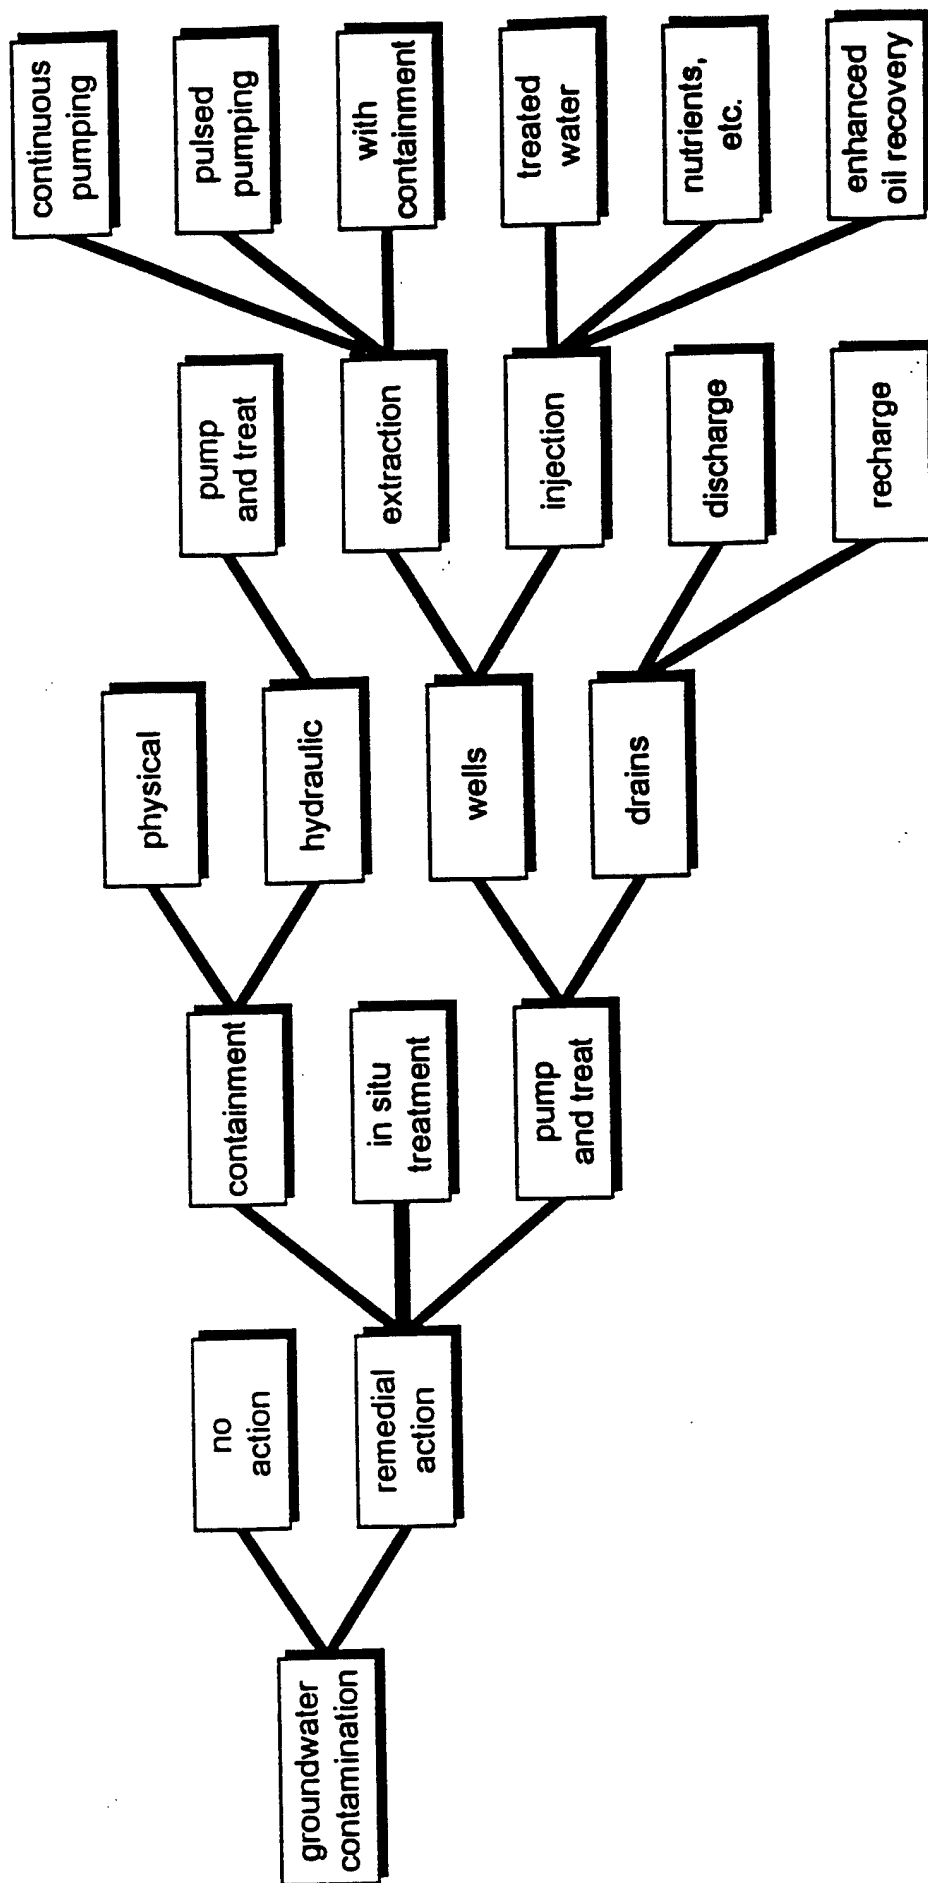 groundwater
contamination
no
action
remedial
action
containment
in situ
treatment
pump
and treat
physical
hydraulic
wells
drains
pump
and treat
extraction
injection
discharge
recharge
continuous
pumping
pulsed
pumping
with
containment
treated
water
nutrients,
etc.
enhanced
oil recovery